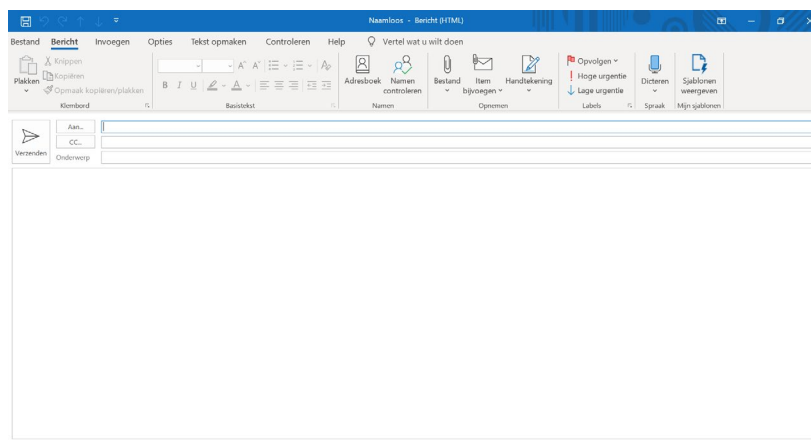 Naamloos - Bericht (HTML)
Bestand Bericht Invoegen Opties Tekst opmaken Controleren Help Vertel wat u wilt doen
Plakken
Knippen
Kopiëren
Opmaak kopiëren/plakken
Klembord
B I U A
Basistekst
Adresboek
Namen controleren
Namen
Bestand
Item bijvoegen
Handtekening
Opnemen
Opvolgen
Hoge urgentie
Lage urgentie
Labels
Dicteren
Spraak
Sjablonen weergeven
Mijn sjablonen
Verzenden
Aan...
CC...
Onderwerp